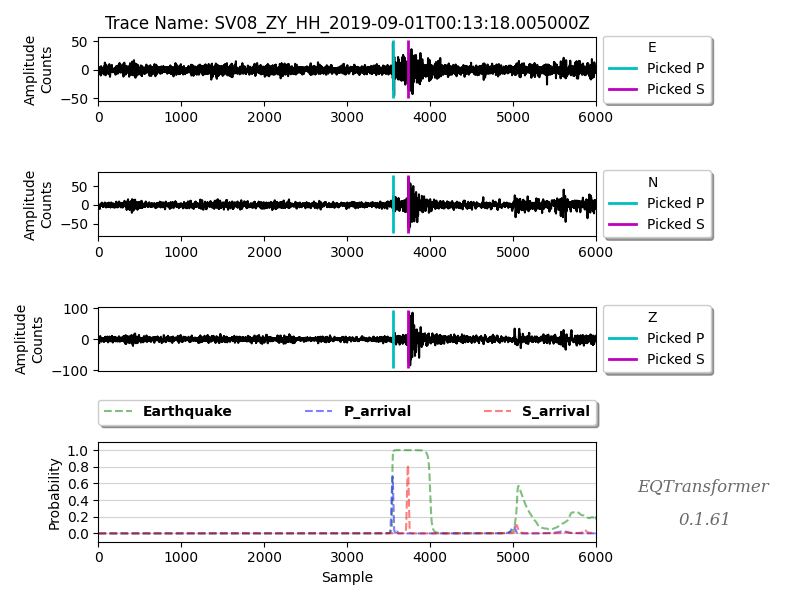 Trace Name: SV08_ZY_HH_2019-09-01T00:13:18.005000Z
Amplitude
Counts
50
0
−50
0 1000 2000 3000 4000 5000 6000
E
Picked P
Picked S
Amplitude
Counts
50
0
−50
0 1000 2000 3000 4000 5000 6000
N
Picked P
Picked S
Amplitude
Counts
100
0
−100
0 1000 2000 3000 4000 5000 6000
Z
Picked P
Picked S
Earthquake P_arrival S_arrival
Probability
1.0
0.8
0.6
0.4
0.2
0.0
0 1000 2000 3000 4000 5000 6000
Sample
EQTransformer
0.1.61